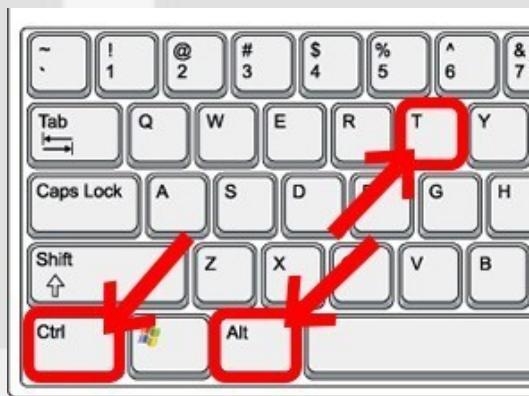 ~ ! @ # $ % ^ &
` 1 2 3 4 5 6 7
Tab Q W E R T Y
Caps Lock A S D G H
Shift Z X V B
Ctrl Alt